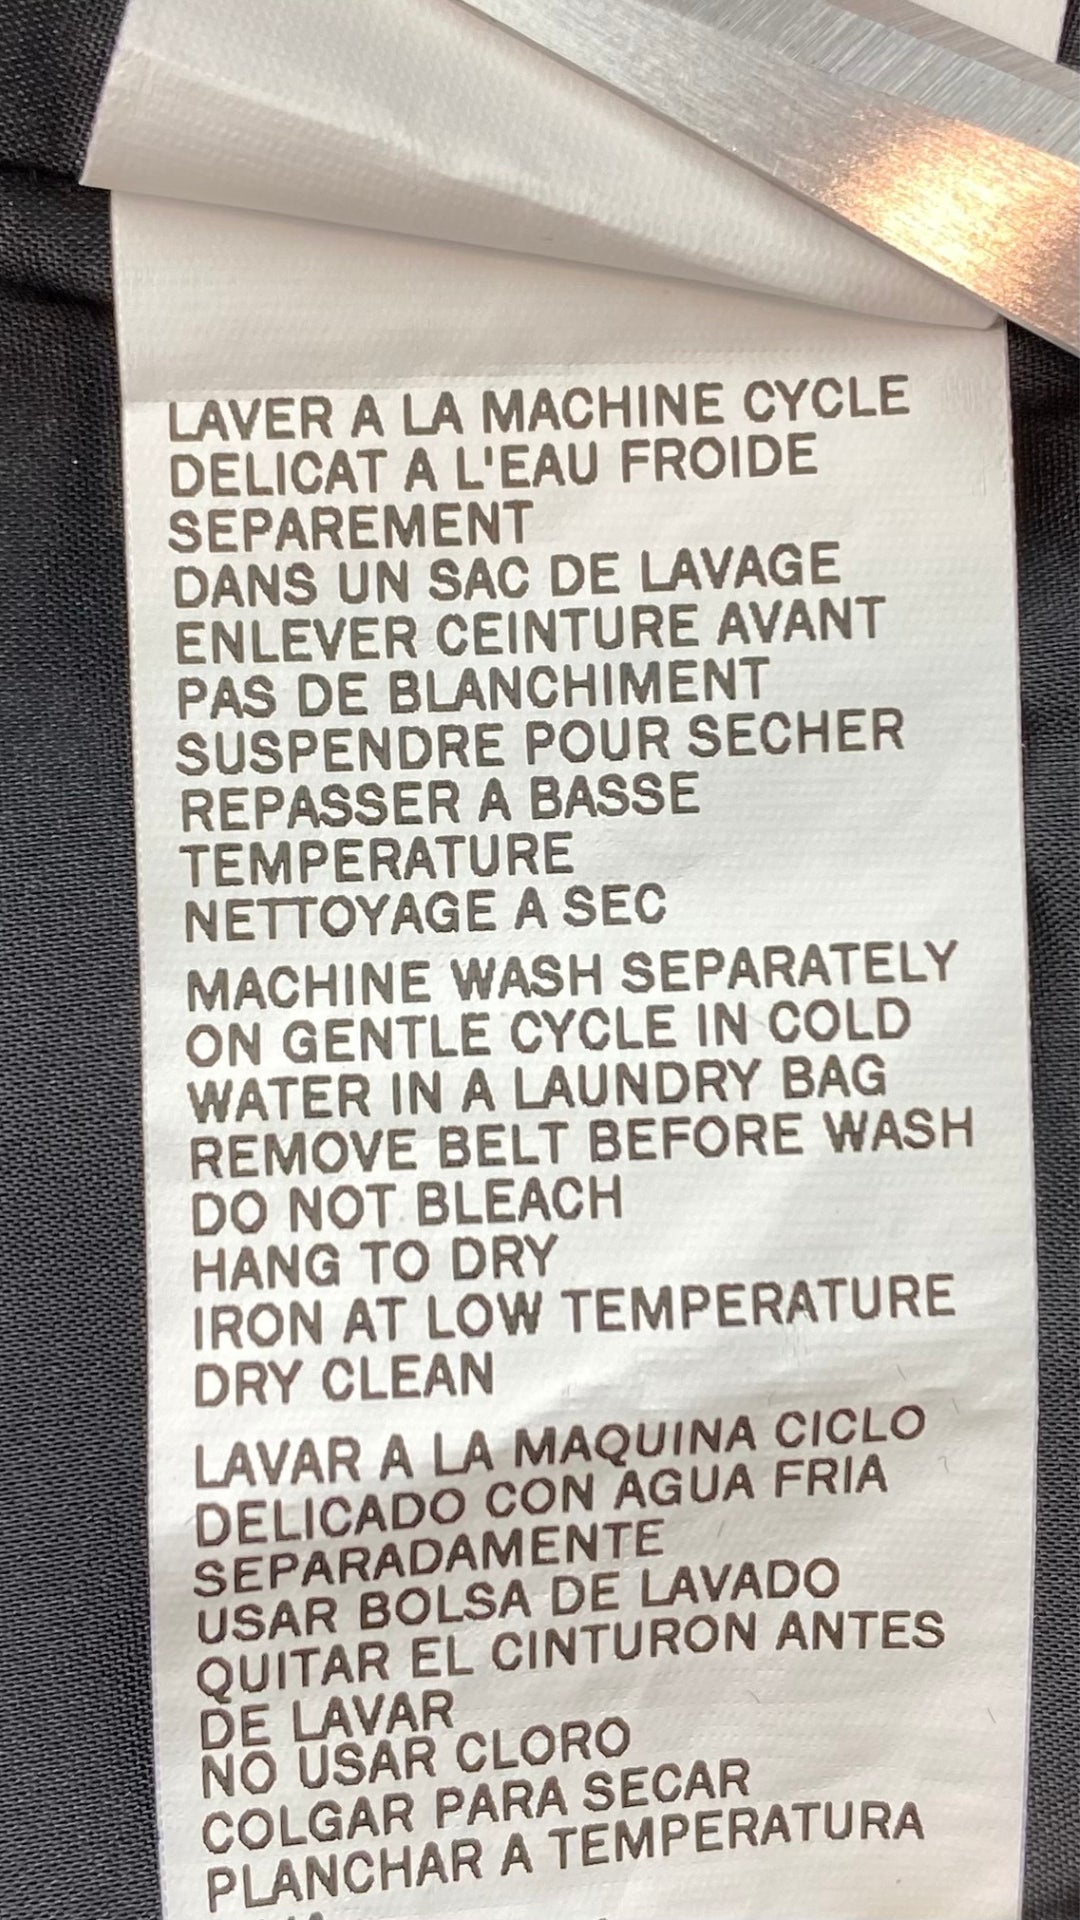 LAVER A LA MACHINE CYCLE
DELICAT A L'EAU FROIDE
SEPAREMENT
DANS UN SAC DE LAVAGE
ENLEVER CEINTURE AVANT
PAS DE BLANCHIMENT
SUSPENDRE POUR SECHER
REPASSER A BASSE
TEMPERATURE
NETTOYAGE A SEC
MACHINE WASH SEPARATELY
ON GENTLE CYCLE IN COLD
WATER IN A LAUNDRY BAG
REMOVE BELT BEFORE WASH
DO NOT BLEACH
HANG TO DRY
IRON AT LOW TEMPERATURE
DRY CLEAN
LAVAR A LA MAQUINA CICLO
DELICADO CON AGUA FRIA
SEPARADAMENTE
USAR BOLSA DE LAVADO
QUITAR EL CINTURON ANTES
DE LAVAR
NO USAR CLORO
COLGAR PARA SECAR
PLANCHAR A TEMPERATURA